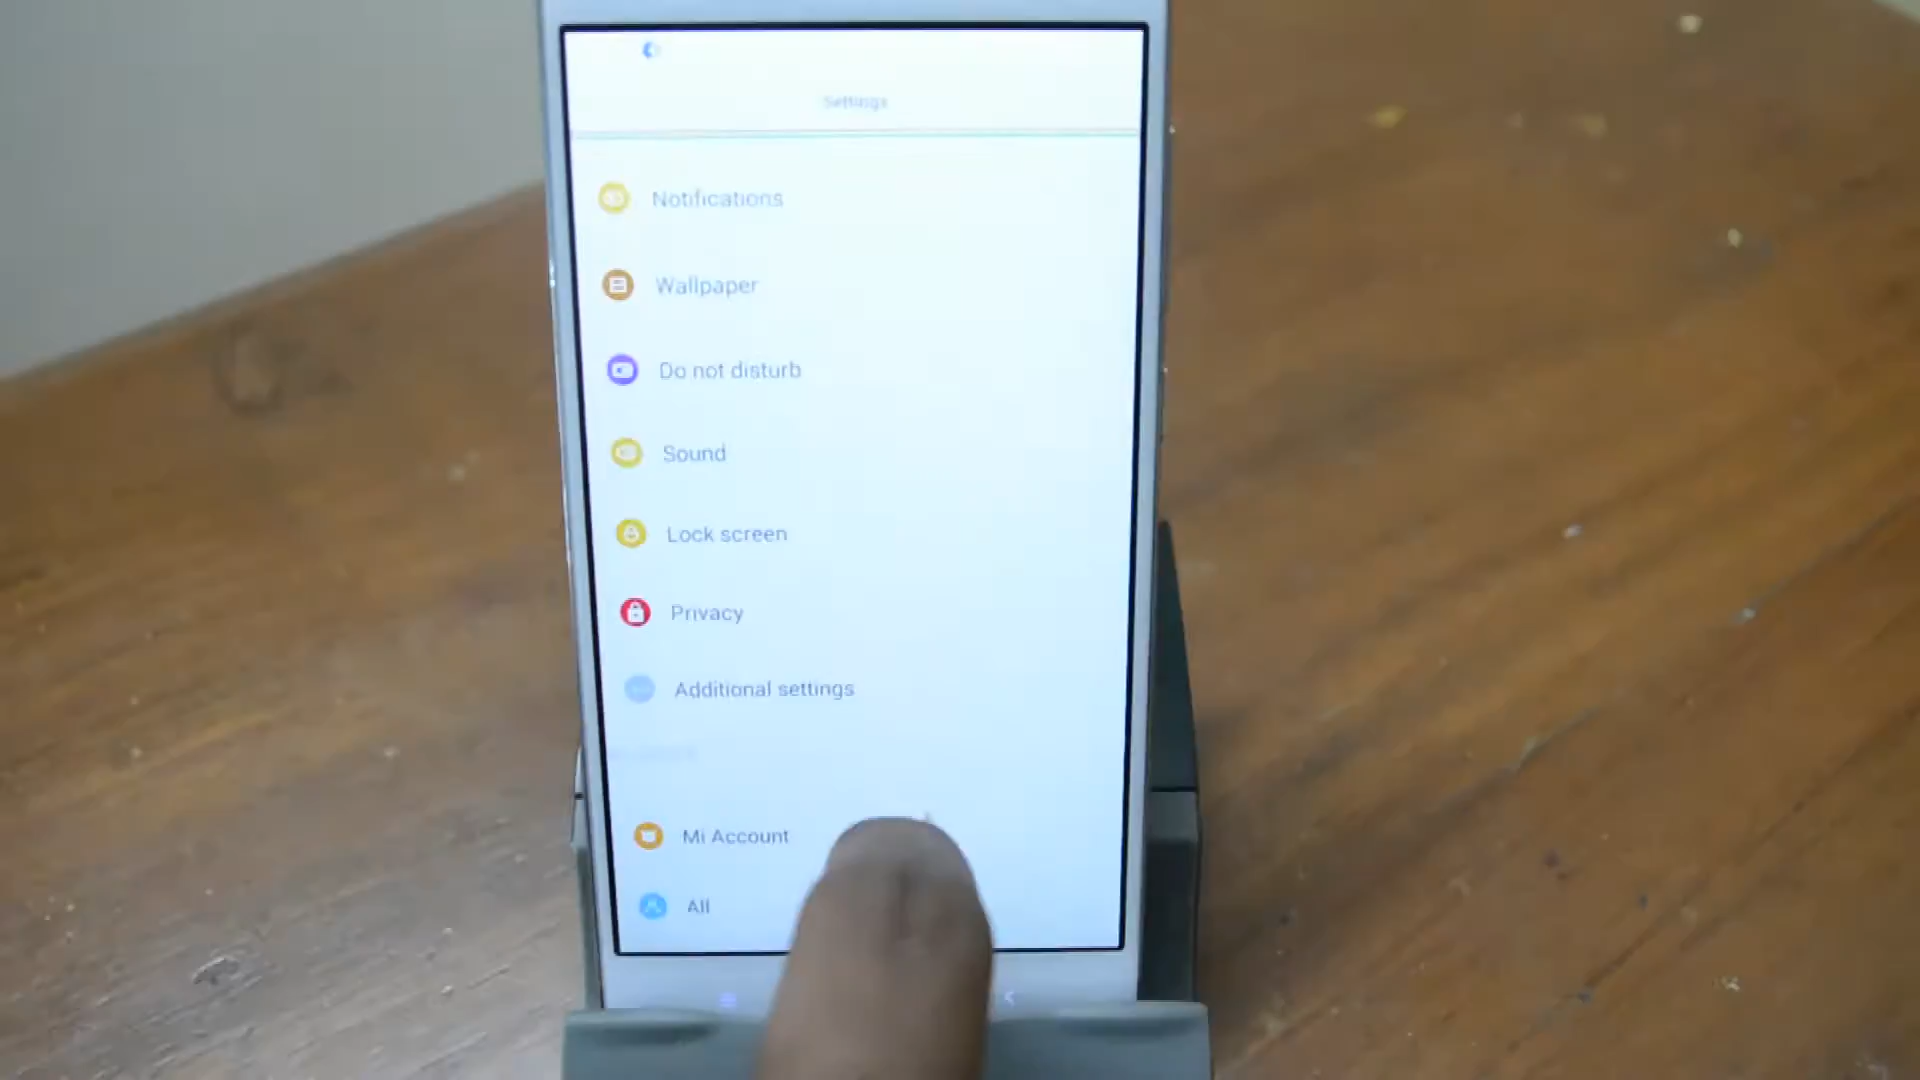 Settings
Notifications
Wallpaper
Do not disturb
Sound
Lock screen
Privacy
Additional settings
Mi Account
All